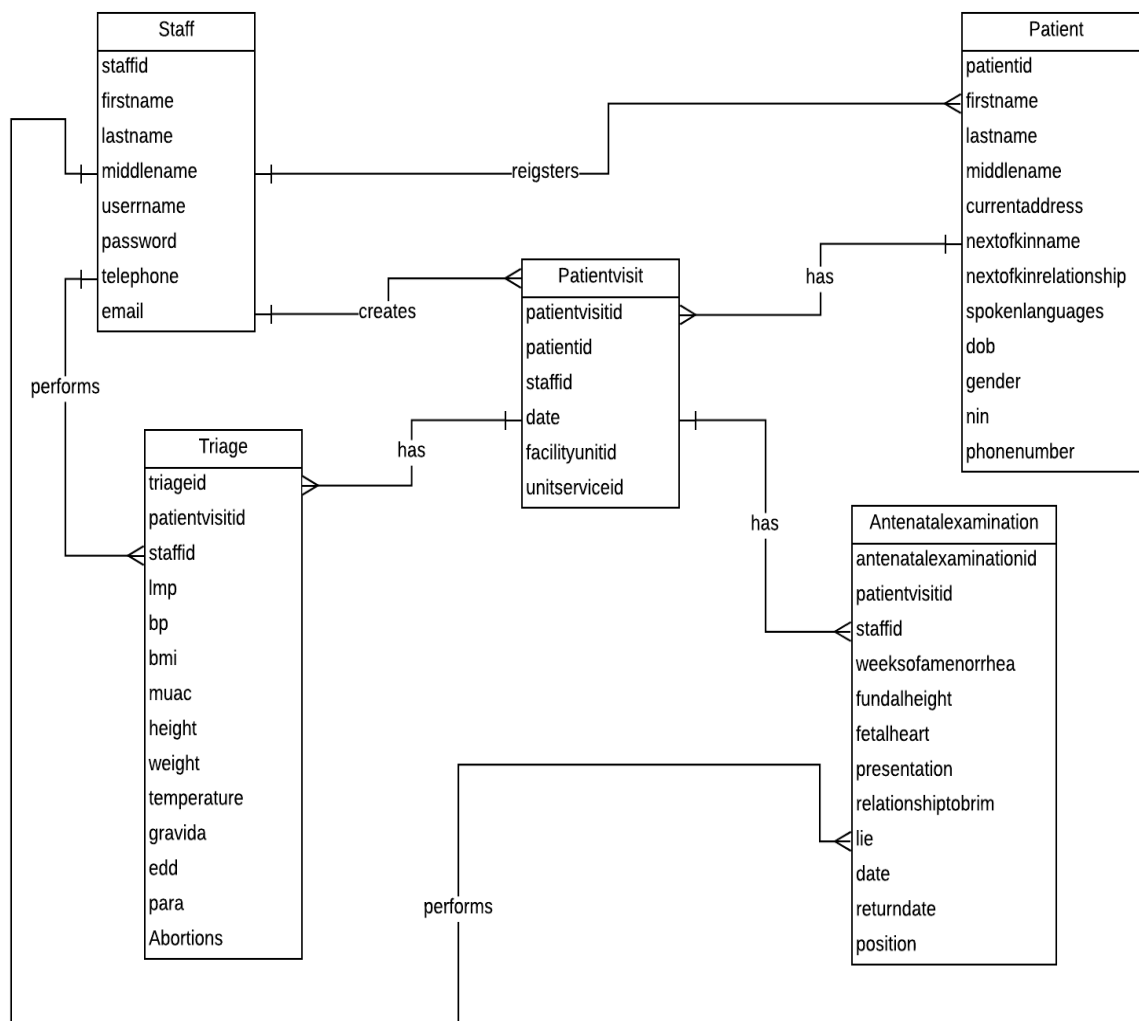 Staff
staffid
firstname
lastname
middlename
userrname
password
telephone
email
Patient
patientid
firstname
lastname
middlename
currentaddress
nextofkinname
nextofkinrelationship
spokenlanguages
dob
gender
nin
phonenumber
reigsters
creates
has
performs
Patientvisit
patientvisitid
patientid
staffid
date
facilityunitid
unitserviceid
has
has
Triage
triageid
patientvisitid
staffid
lmp
bp
bmi
muac
height
weight
temperature
gravida
edd
para
Abortions
Antenatalexamination
antenatalexaminationid
patientvisitid
staffid
weeksofamenorrhea
fundalheight
fetalheart
presentation
relationshiptobrim
lie
date
returndate
position
performs